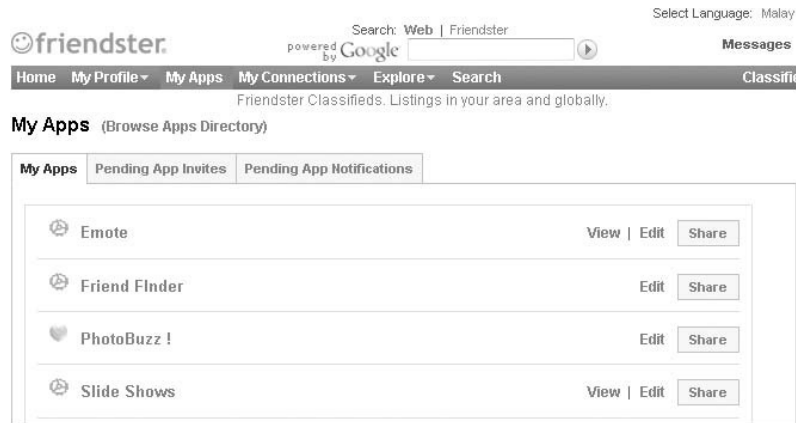 Select Language: Malay
friendster.
Search: Web | Friendster
powered by Google
Messages
Home My Profile My Apps My Connections Explore Search Classifie
Friendster Classifieds. Listings in your area and globally.
My Apps (Browse Apps Directory)
My Apps Pending App Invites Pending App Notifications
Emote View | Edit Share
Friend FInder Edit Share
PhotoBuzz ! Edit Share
Slide Shows View | Edit Share